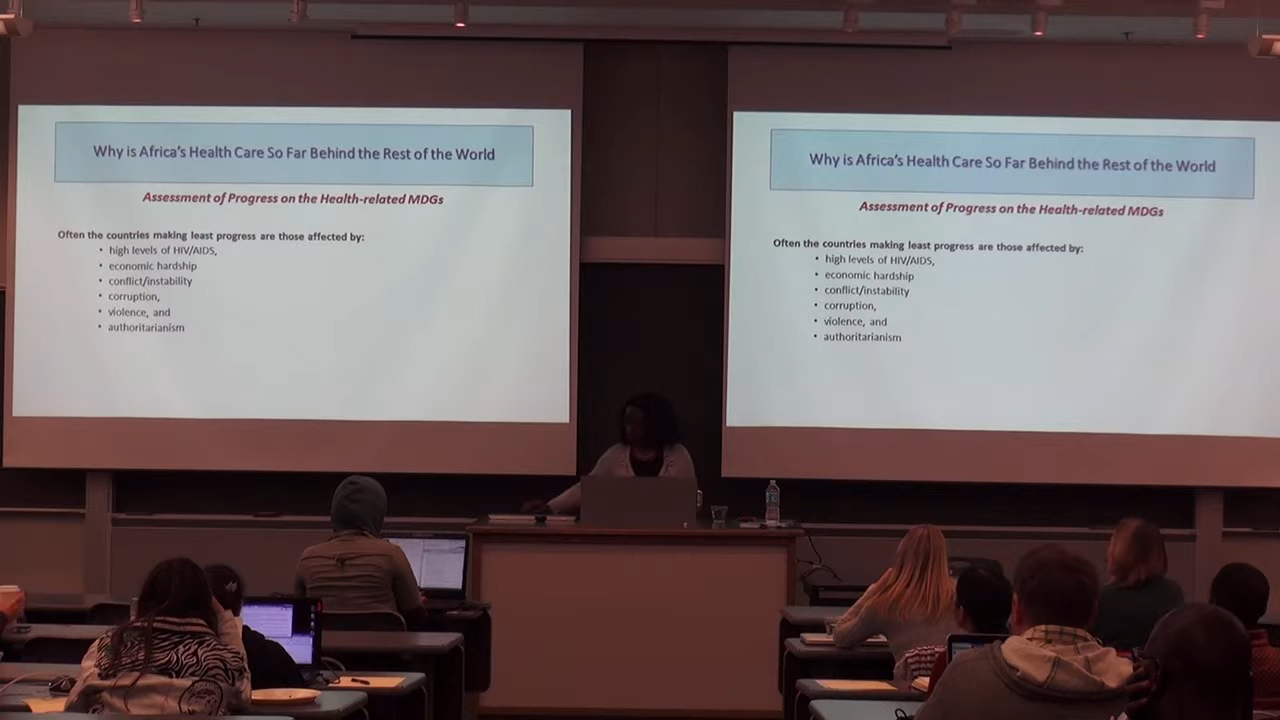 Why is Africa's Health Care So Far Behind the Rest of the World
Assessment of Progress on the Health-related MDGs
Often the countries making least progress are those affected by:
• high levels of HIV/AIDS,
• economic hardship
• conflict/instability
• corruption,
• violence, and
• authoritarianism
Why is Africa's Health Care So Far Behind the Rest of the World
Assessment of Progress on the Health-related MDGs
Often the countries making least progress are those affected by:
• high levels of HIV/AIDS,
• economic hardship
• conflict/instability
• corruption,
• violence, and
• authoritarianism